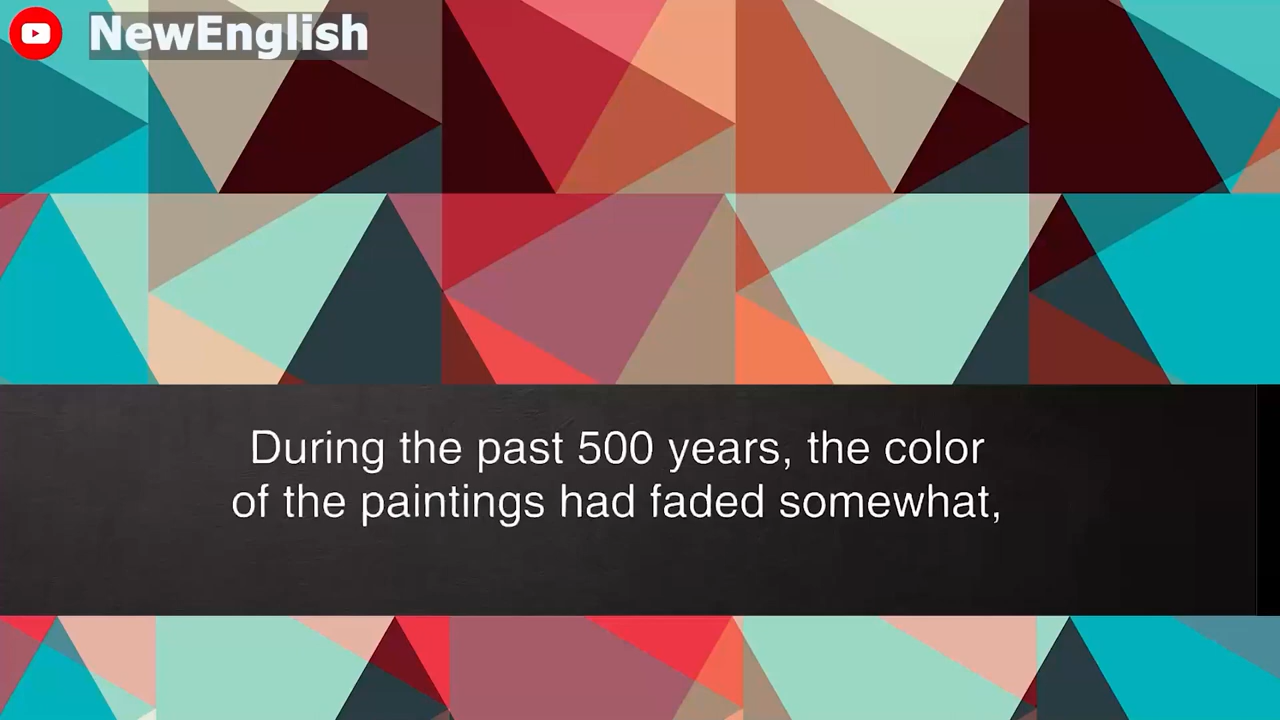 NewEnglish
During the past 500 years, the color
of the paintings had faded somewhat,